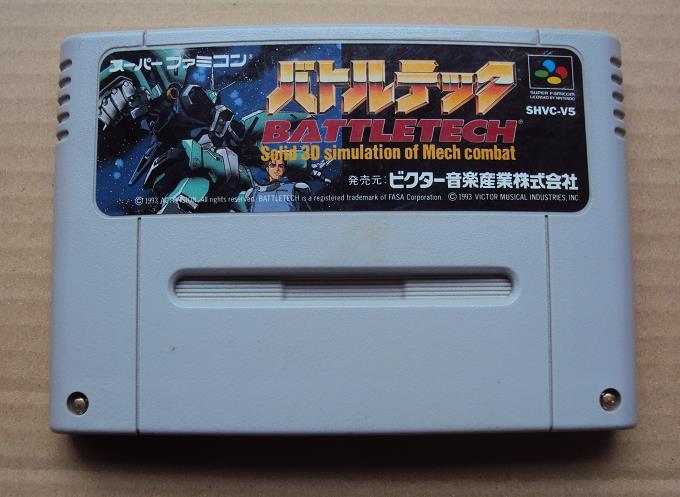 スーパーファミコン®
バトルテック
BATTLETECH®
Solid 3D simulation of Mech combat
SUPER FAMICOM
LICENSED BY NINTENDO
SHVC-V5
発売元:ビクター音楽産業株式会社
© 1993 ACTIVISION. All rights reserved. BATTLETECH is a registered trademark of FASA Corporation. © 1993 VICTOR MUSICAL INDUSTRIES, INC.